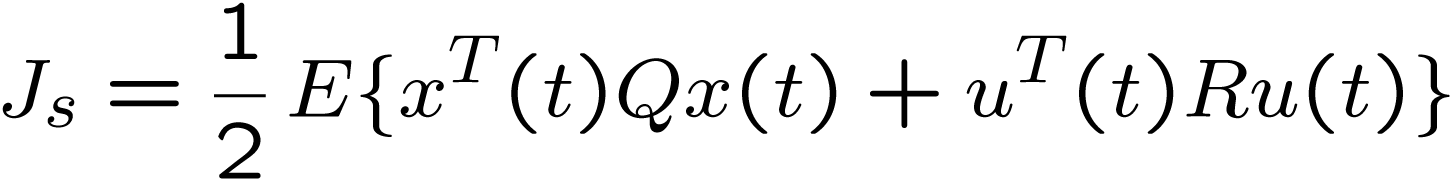 J_s = \frac{1}{2} E\{x^T(t)Qx(t) + u^T(t)Ru(t)\}